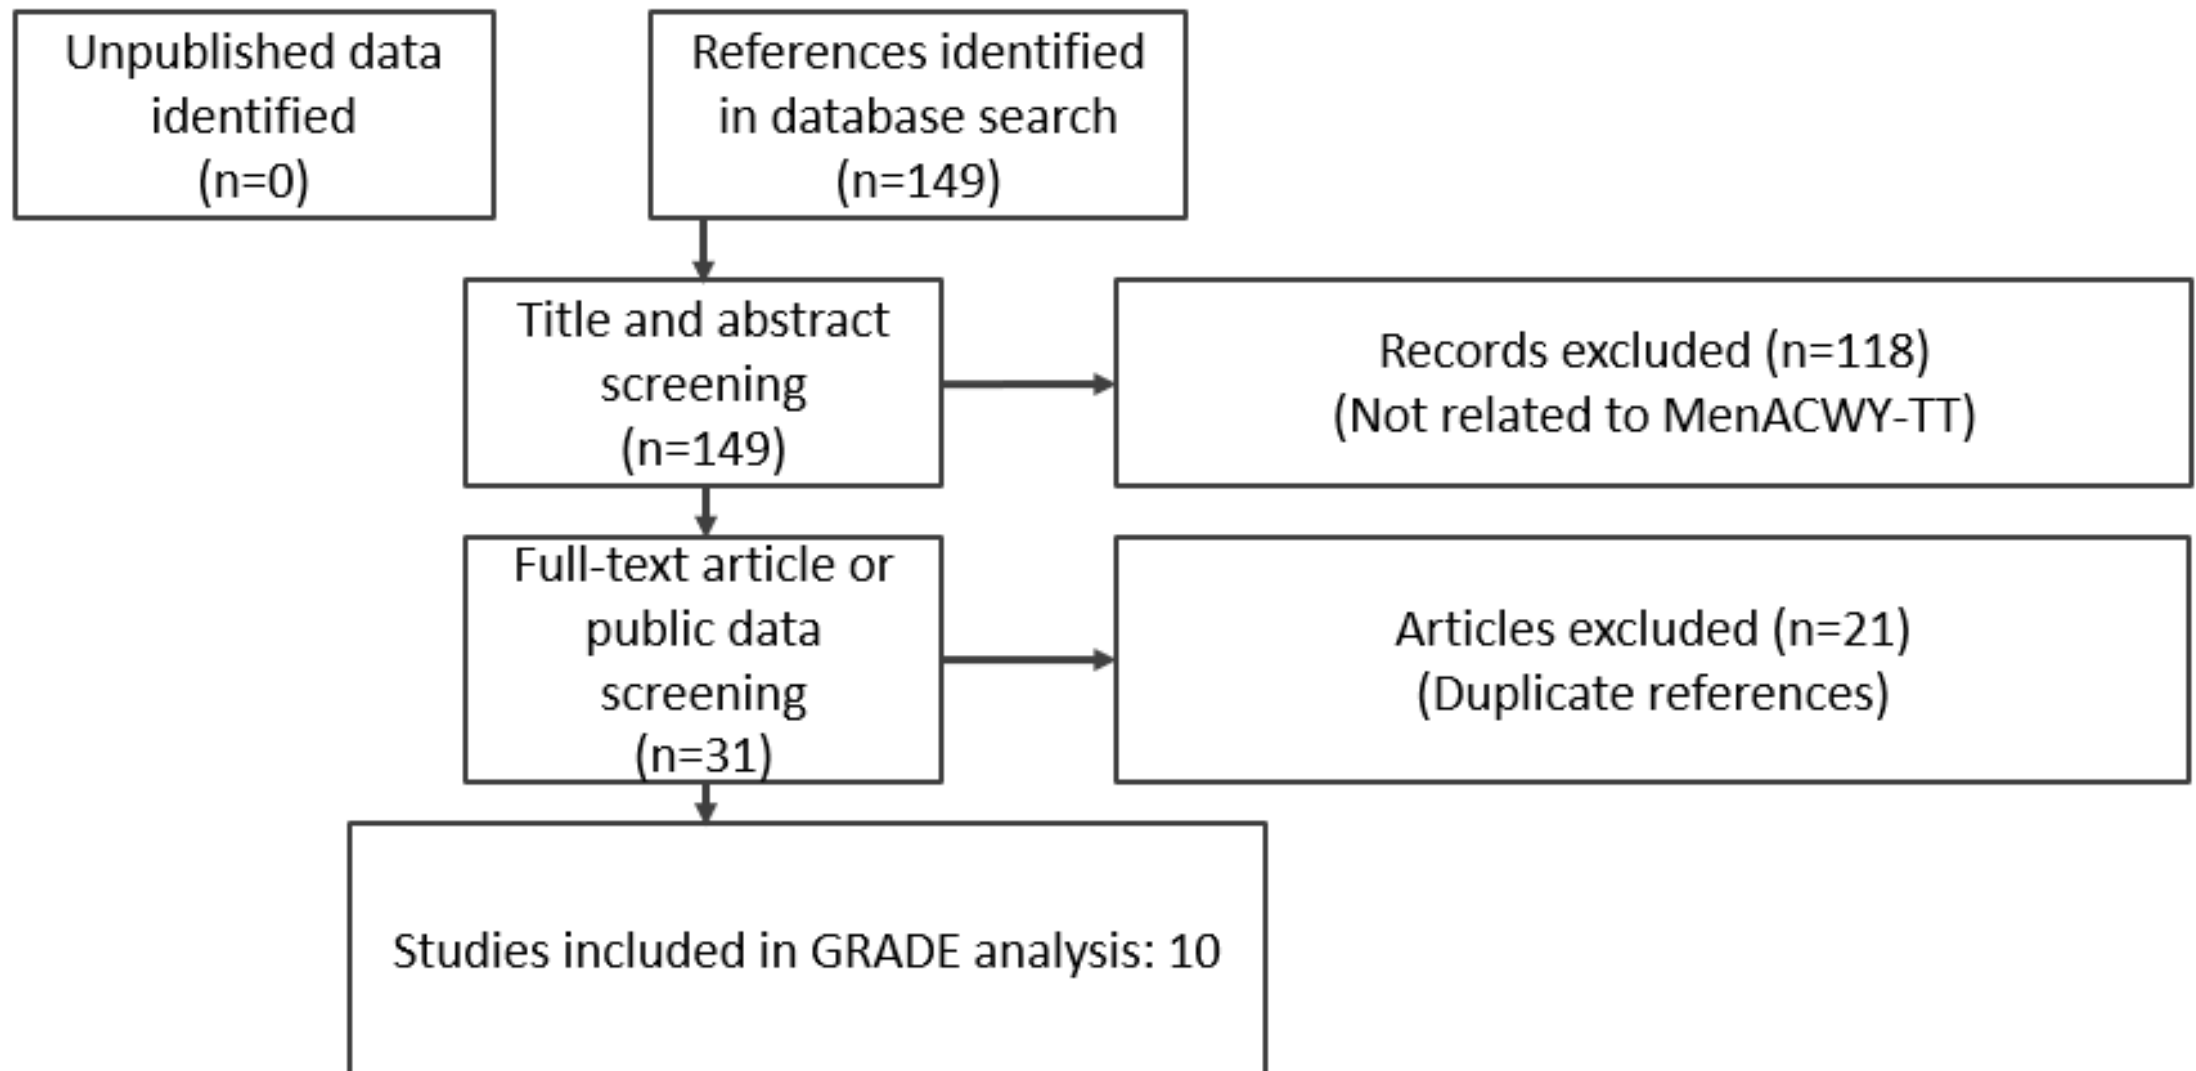 Unpublished data
identified
(n=0)
References identified
in database search
(n=149)
Title and abstract
screening
(n=149)
Records excluded (n=118)
(Not related to MenACWY-TT)
Full-text article or
public data
screening
(n=31)
Articles excluded (n=21)
(Duplicate references)
Studies included in GRADE analysis: 10